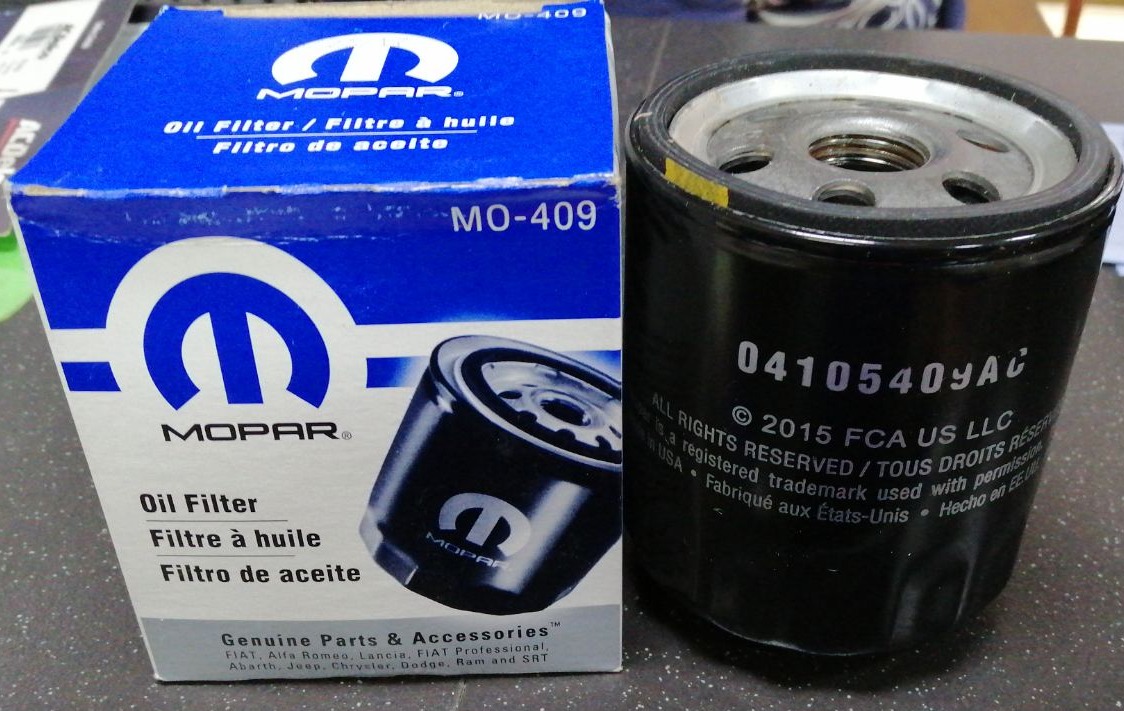 MO-409
MOPAR®
Oil Filter / Filtre à huile
Filtro de aceite
MO-409
MOPAR®
Oil Filter
Filtre à huile
Filtro de aceite
MOPAR
Genuine Parts & Accessories™
FIAT, Alfa Romeo, Lancia, FIAT Professional,
Abarth, Jeep, Chrysler, Dodge, Ram and SRT
04105409AC
© 2015 FCA US LLC
ALL RIGHTS RESERVED / TOUS DROITS RÉSERV
is a registered trademark used with permission.
in USA • Fabriqué aux États-Unis • Hecho en EE.